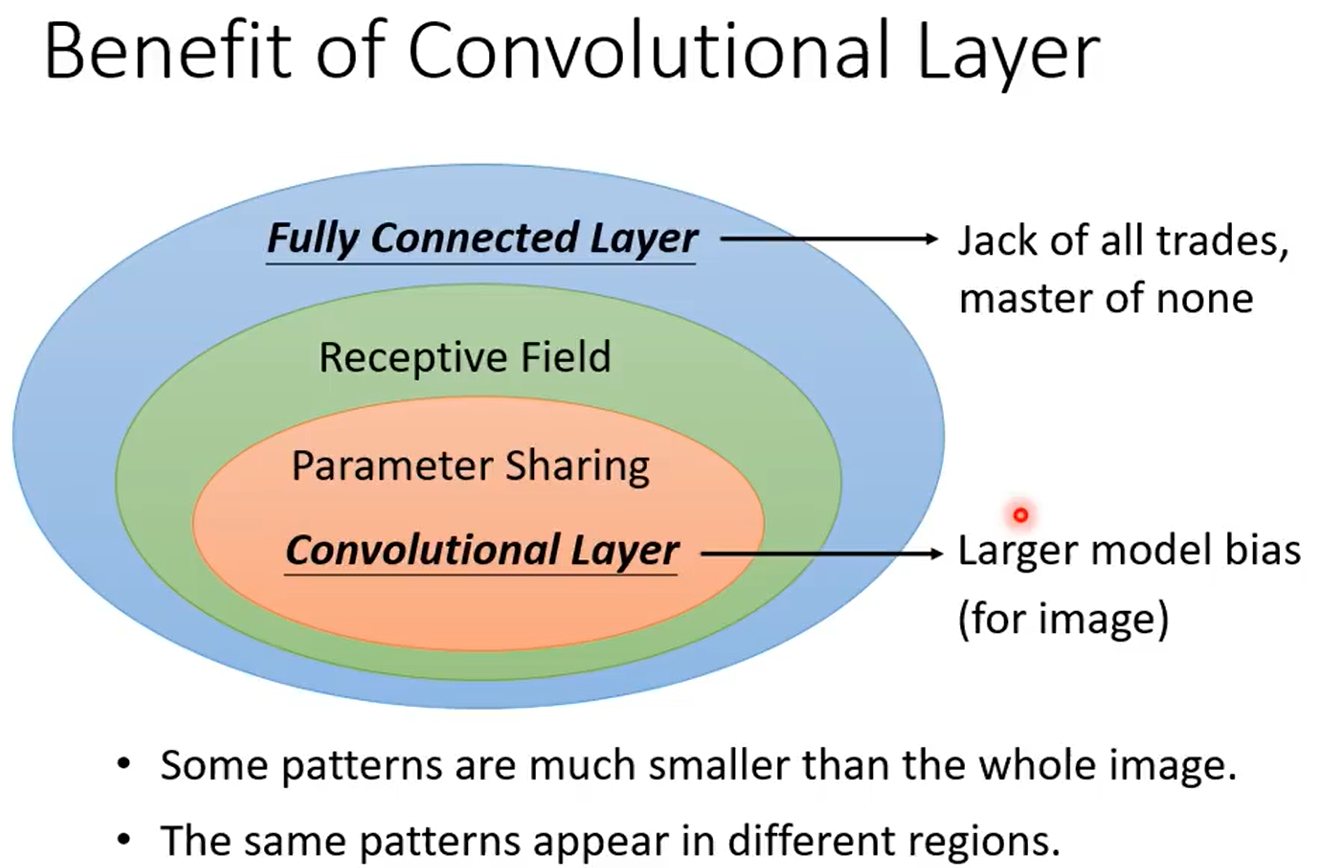 Benefit of Convolutional Layer
Fully Connected Layer
Jack of all trades,
master of none
Receptive Field
Parameter Sharing
Convolutional Layer
Larger model bias
(for image)
• Some patterns are much smaller than the whole image.
• The same patterns appear in different regions.